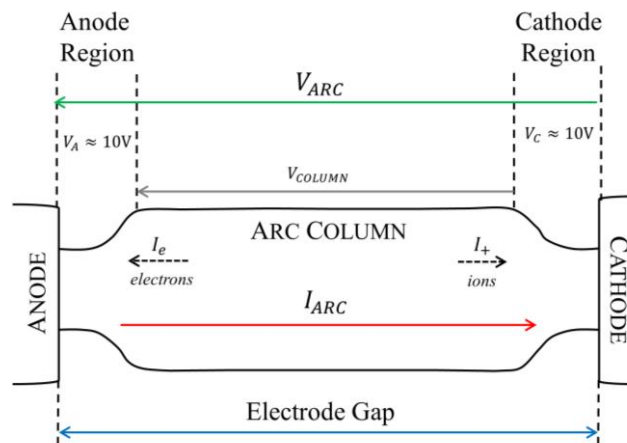 Anode
Region
Cathode
Region
V_ARC
V_A ≈ 10V
V_C ≈ 10V
V_COLUMN
ARC COLUMN
I_e
electrons
I_+
ions
I_ARC
ANODE
CATHODE
Electrode Gap